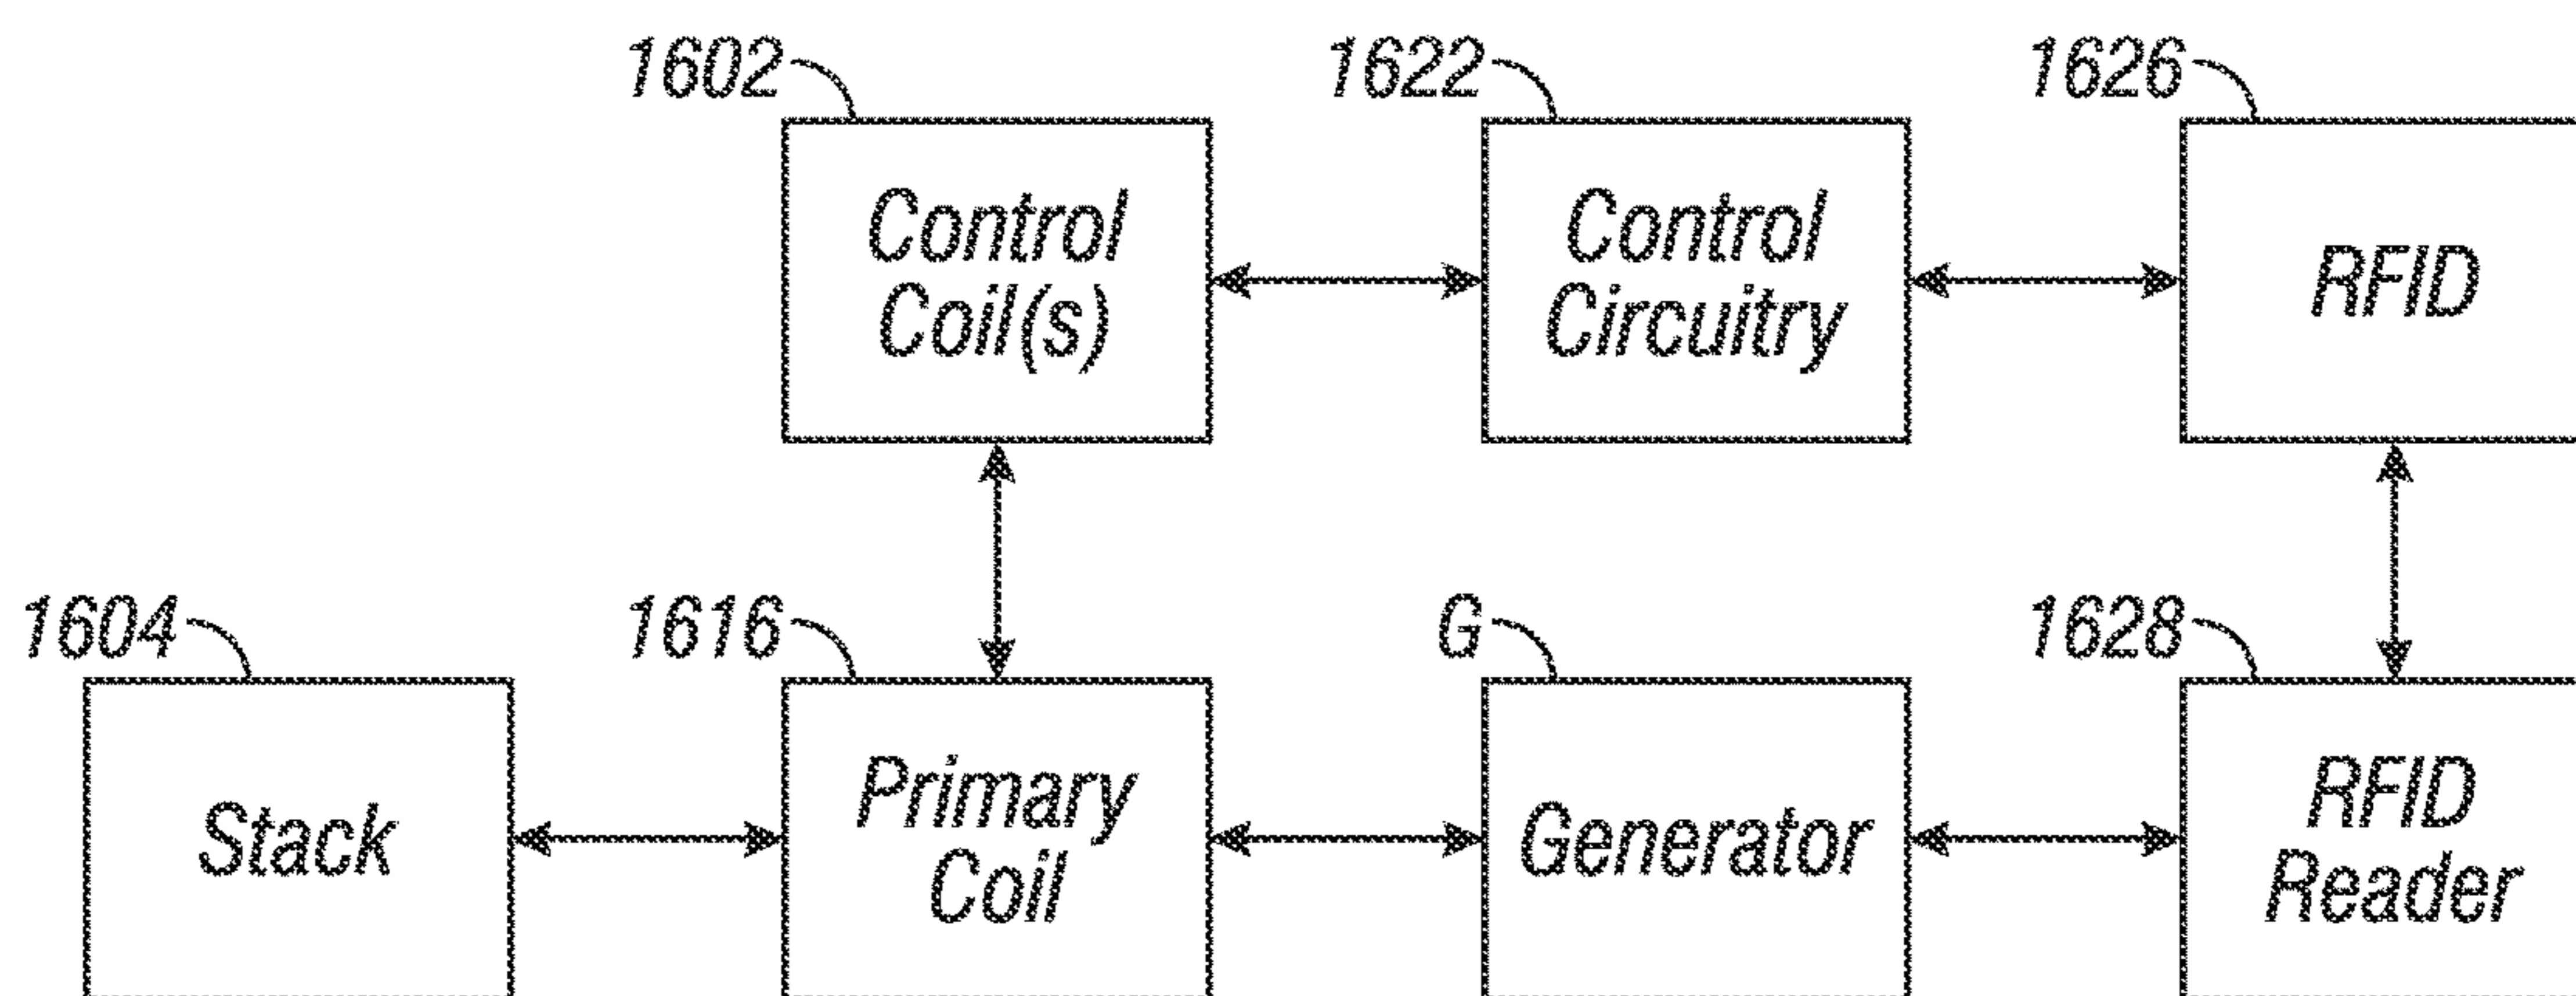 1602
1622
1626
Control
Coil(s)
Control
Circuitry
RFID
1604
1616
G
1628
Stack
Primary
Coil
Generator
RFID
Reader